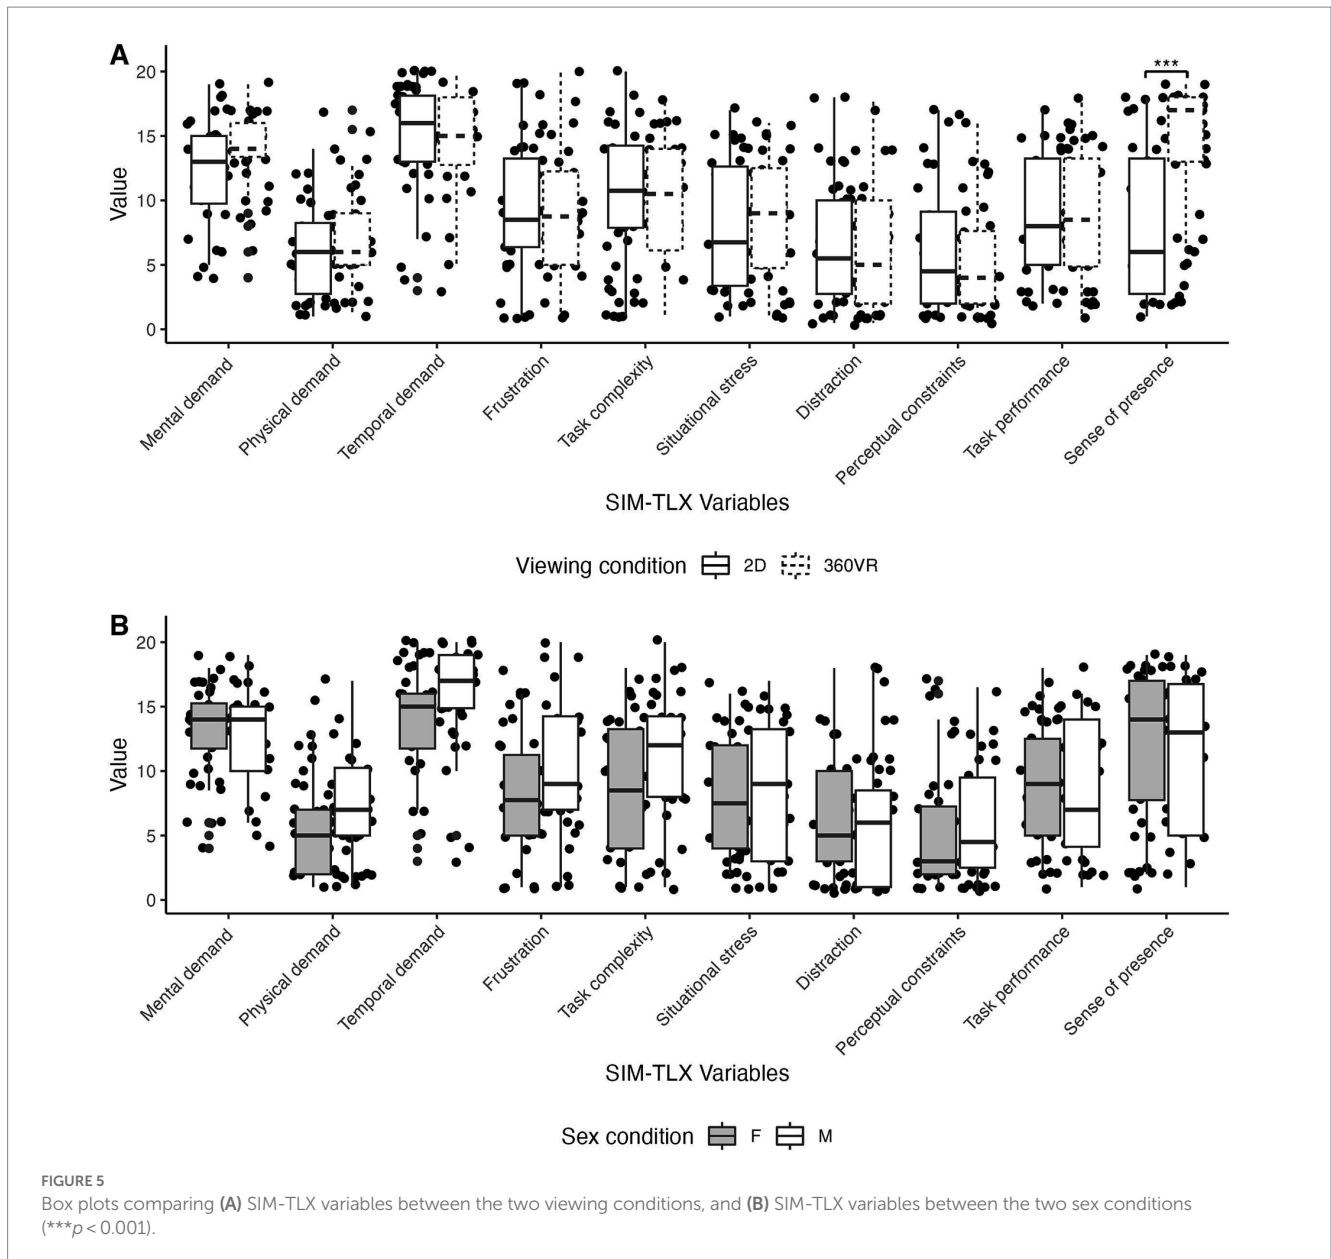 A
***
20
15
10
5
0
Value
Mental demand
Physical demand
Temporal demand
Frustration
Task complexity
Situational stress
Distraction
Perceptual constraints
Task performance
Sense of presence
SIM-TLX Variables
Viewing condition 2D 360VR
B
20
15
10
5
0
Value
Mental demand
Physical demand
Temporal demand
Frustration
Task complexity
Situational stress
Distraction
Perceptual constraints
Task performance
Sense of presence
SIM-TLX Variables
Sex condition F M
FIGURE 5
Box plots comparing (A) SIM-TLX variables between the two viewing conditions, and (B) SIM-TLX variables between the two sex conditions
(***p < 0.001).